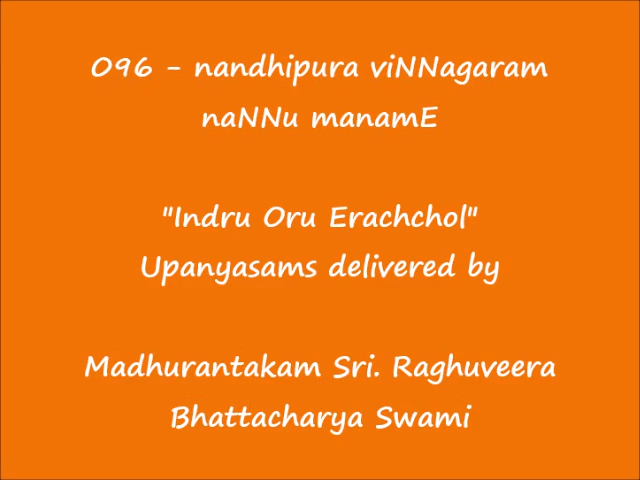 096 - nandhipura viNNagaram
naNNu manamE
"Indru Oru Erachchol"
Upanyasams delivered by
Madhurantakam Sri. Raghuveera
Bhattacharya Swami